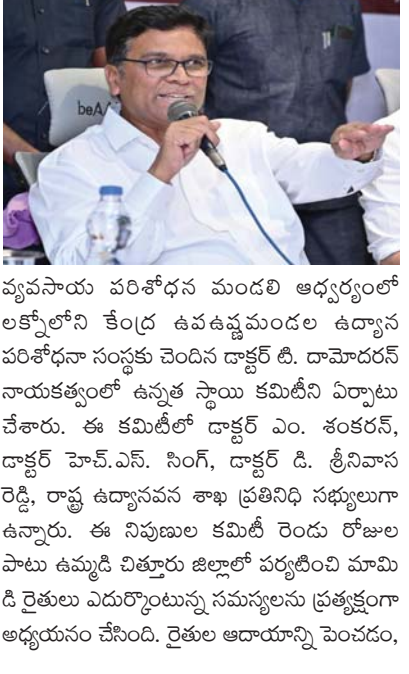 beA
వ్యవసాయ పరిశోధన మండలి ఆధ్వర్యంలో
లక్నోలోని కేంద్ర ఉపఉష్ణమండల ఉద్యాన
పరిశోధనా సంస్థకు చెందిన డాక్టర్ టి. దామోదరన్
నాయకత్వంలో ఉన్నత స్థాయి కమిటీని ఏర్పాటు
చేశారు. ఈ కమిటీలో డాక్టర్ ఎం. శంకరన్,
డాక్టర్ హెచ్.ఎస్. సింగ్, డాక్టర్ డి. శ్రీనివాస
రెడ్డి, రాష్ట్ర ఉద్యానవన శాఖ ప్రతినిధి సభ్యులుగా
ఉన్నారు. ఈ నిపుణుల కమిటీ రెండు రోజుల
పాటు ఉమ్మడి చిత్తూరు జిల్లాలో పర్యటించి మామి
డి రైతులు ఎదుర్కొంటున్న సమస్యలను ప్రత్యక్షంగా
అధ్యయనం చేసింది. రైతుల ఆదాయాన్ని పెంచడం,